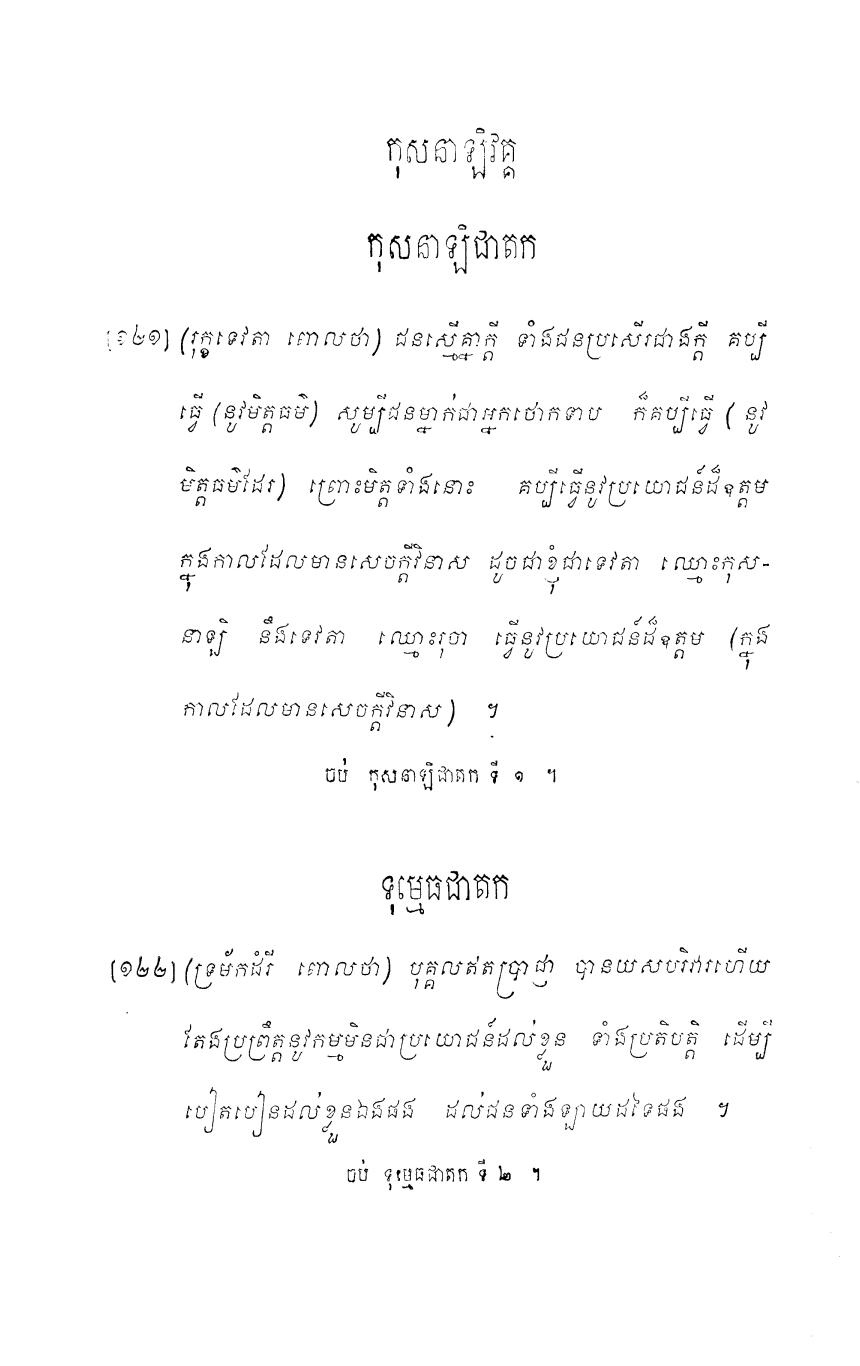 កុសនាឡិវគ្គ
កុសនាឡិជាតក
[១២១] (រុក្ខទេវតា ពោលថា) ជនស្មើគ្នាក្តី ទាំងជនប្រសើរជាងក្តី គប្បី
ធ្វើ (នូវមិត្តធម៌) សូម្បីជនម្នាក់ជាអ្នកថោកទាប ក៏គប្បីធ្វើ (នូវ
មិត្តធម៌ដែរ) ព្រោះមិត្តទាំងនោះ គប្បីធ្វើនូវប្រយោជន៍ដ៏ឧត្តម
ក្នុងកាលដែលមានសេចក្តីវិនាស ដូចជាខ្ញុំជាទេវតា ឈ្មោះកុស-
នាឡិ នឹងទេវតា ឈ្មោះរុចា ធ្វើនូវប្រយោជន៍ដ៏ឧត្តម (ក្នុង
កាលដែលមានសេចក្តីវិនាស) ។
ចប់ កុសនាឡិជាតក ទី ១ ។
ទុម្មេធជាតក
[១២២] (ទ្រម័កដំរី ពោលថា) បុគ្គលឥតប្រាជ្ញា បានយសបរិវារហើយ
តែងប្រព្រឹត្តនូវកម្មមិនជាប្រយោជន៍ដល់ខ្លួន ទាំងប្រតិបត្តិ ដើម្បី
បៀតបៀនដល់ខ្លួនឯងផង ដល់ជនទាំងឡាយដទៃផង ។
ចប់ ទុម្មេធជាតក ទី ២ ។